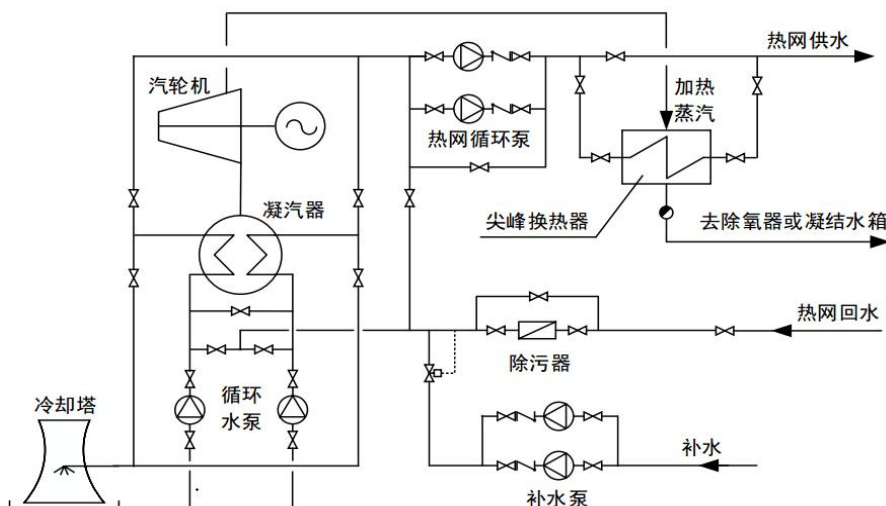 热网供水
汽轮机
加热
蒸汽
热网循环泵
凝汽器
尖峰换热器
去除氧器或凝结水箱
热网回水
除污器
循环
水泵
冷却塔
补水
补水泵